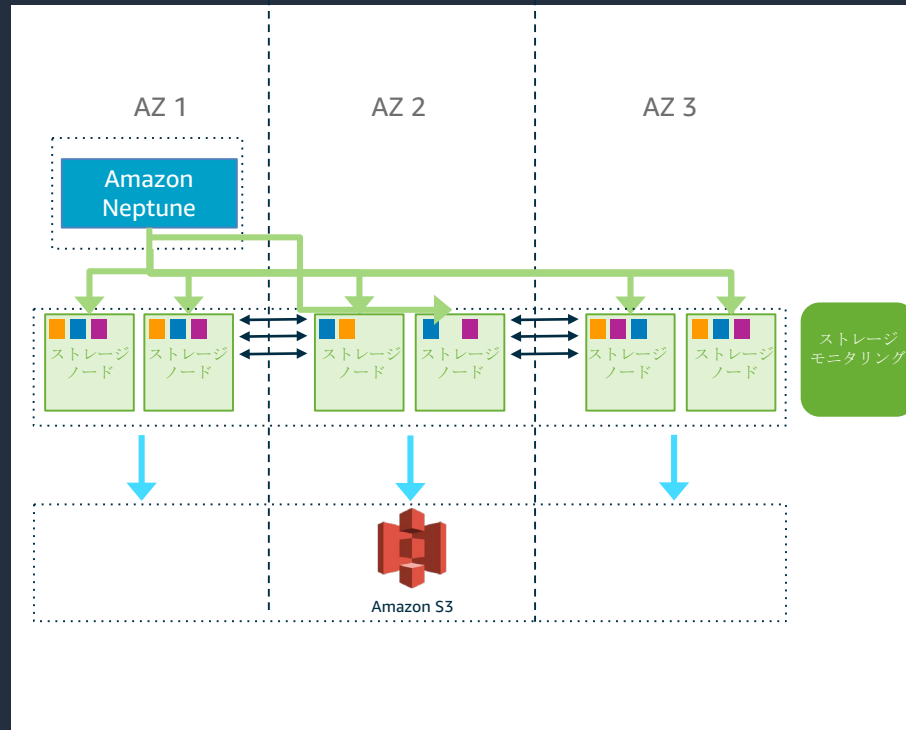 AZ 1
AZ 2
AZ 3
Amazon
Neptune
ストレージ
ノード
ストレージ
ノード
ストレージ
ノード
ストレージ
ノード
ストレージ
ノード
ストレージ
ノード
ストレージ
モニタリング
Amazon S3